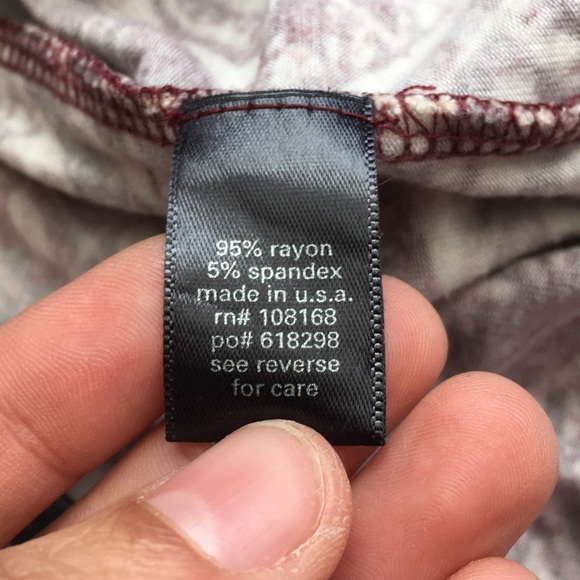 95% rayon
5% spandex
made in u.s.a.
rn# 108168
po# 618298
see reverse
for care